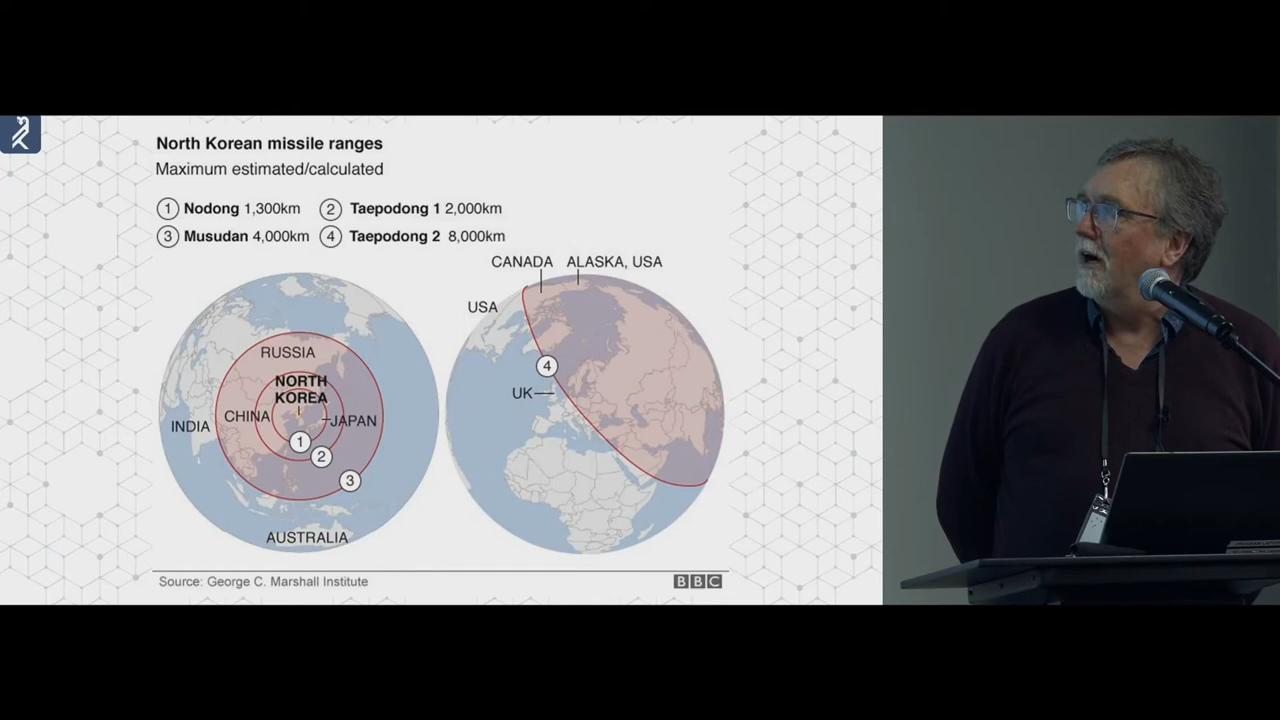 North Korean missile ranges
Maximum estimated/calculated
1 Nodong 1,300km 2 Taepodong 1 2,000km
3 Musudan 4,000km 4 Taepodong 2 8,000km
CANADA ALASKA, USA
USA
RUSSIA
NORTH
KOREA
CHINA
JAPAN
INDIA
1
2
3
AUSTRALIA
4
UK
Source: George C. Marshall Institute
BBC